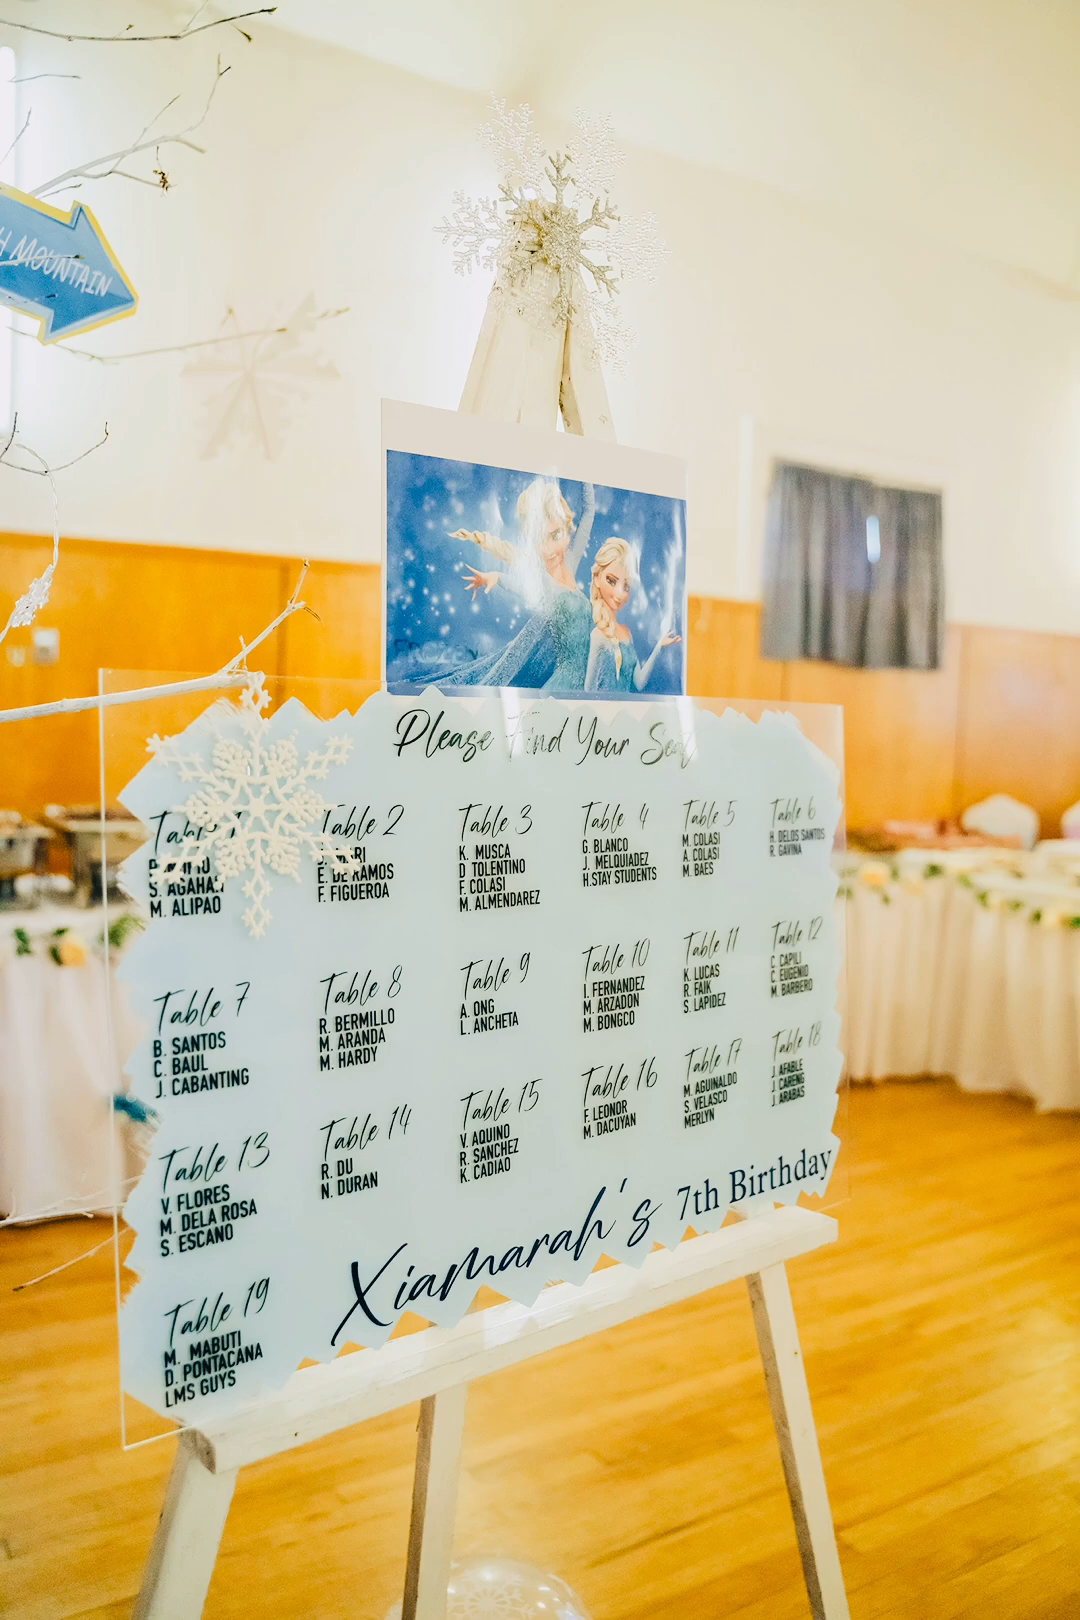 H MOUNTAIN
FROZEN
Please Find Your Seat
Table 1
S. AGAHAN
M. ALIPAO
Table 2
E. DE RAMOS
F. FIGUEROA
Table 3
K. MUSCA
D TOLENTINO
F. COLASI
M. ALMENDAREZ
Table 4
G. BLANCO
J. MELQUIADEZ
H.STAY STUDENTS
Table 5
M. COLASI
A. COLASI
M. BAES
Table 6
H. DELOS SANTOS
R. GAVINA
Table 7
B. SANTOS
C. BAUL
J. CABANTING
Table 8
R. BERMILLO
M. ARANDA
M. HARDY
Table 9
A. ONG
L. ANCHETA
Table 10
I. FERNANDEZ
M. ARZADON
M. BONGCO
Table 11
K. LUCAS
R. FAIK
S. LAPIDEZ
Table 12
C. CAPILI
C. EUGENIO
M. BARBERO
Table 13
V. FLORES
M. DELA ROSA
S. ESCANO
Table 14
R. DU
N. DURAN
Table 15
V. AQUINO
R. SANCHEZ
K. CADIAO
Table 16
F. LEONOR
M. DACUYAN
Table 17
M. AGUINALDO
S. VELASCO
MERLYN
Table 18
J. AFABLE
J. CARENG
J. ARABAS
Table 19
M. MABUTI
D. PONTACANA
LMS GUYS
Xiamarah's 7th Birthday